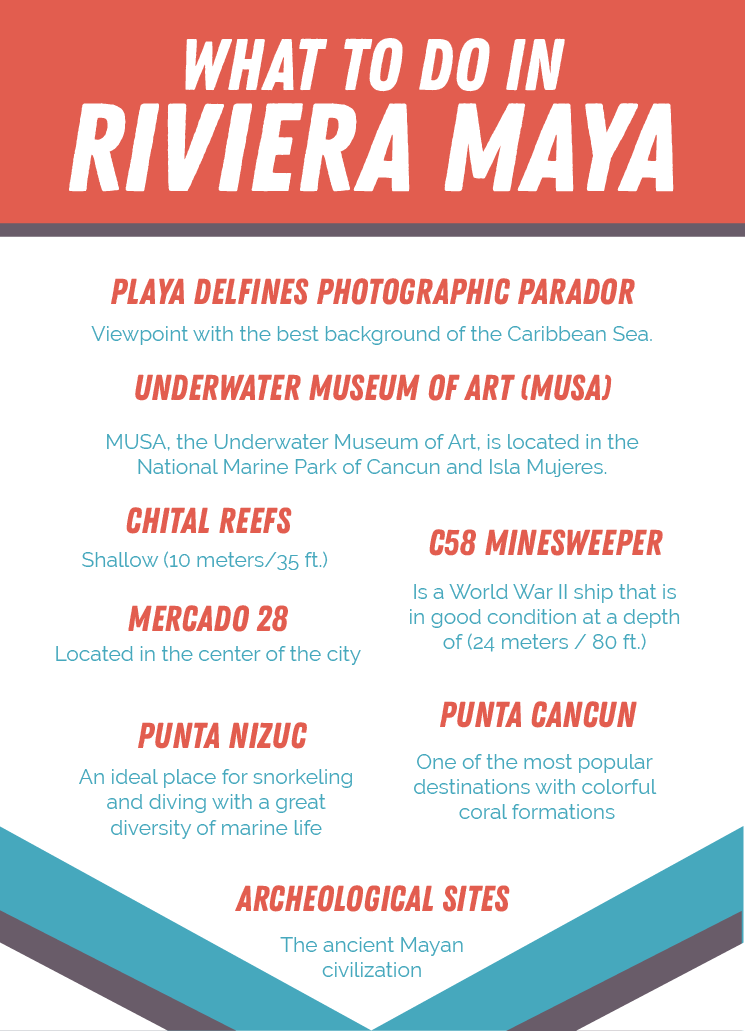 WHAT TO DO IN
RIVIERA MAYA
PLAYA DELFINES PHOTOGRAPHIC PARADOR
Viewpoint with the best background of the Caribbean Sea.
UNDERWATER MUSEUM OF ART (MUSA)
MUSA, the Underwater Museum of Art, is located in the
National Marine Park of Cancun and Isla Mujeres.
CHITAL REEFS
Shallow (10 meters/35 ft.)
MERCADO 28
Located in the center of the city
PUNTA NIZUC
An ideal place for snorkeling
and diving with a great
diversity of marine life
C58 MINESWEEPER
Is a World War II ship that is
in good condition at a depth
of (24 meters / 80 ft.)
PUNTA CANCUN
One of the most popular
destinations with colorful
coral formations
ARCHEOLOGICAL SITES
The ancient Mayan
civilization